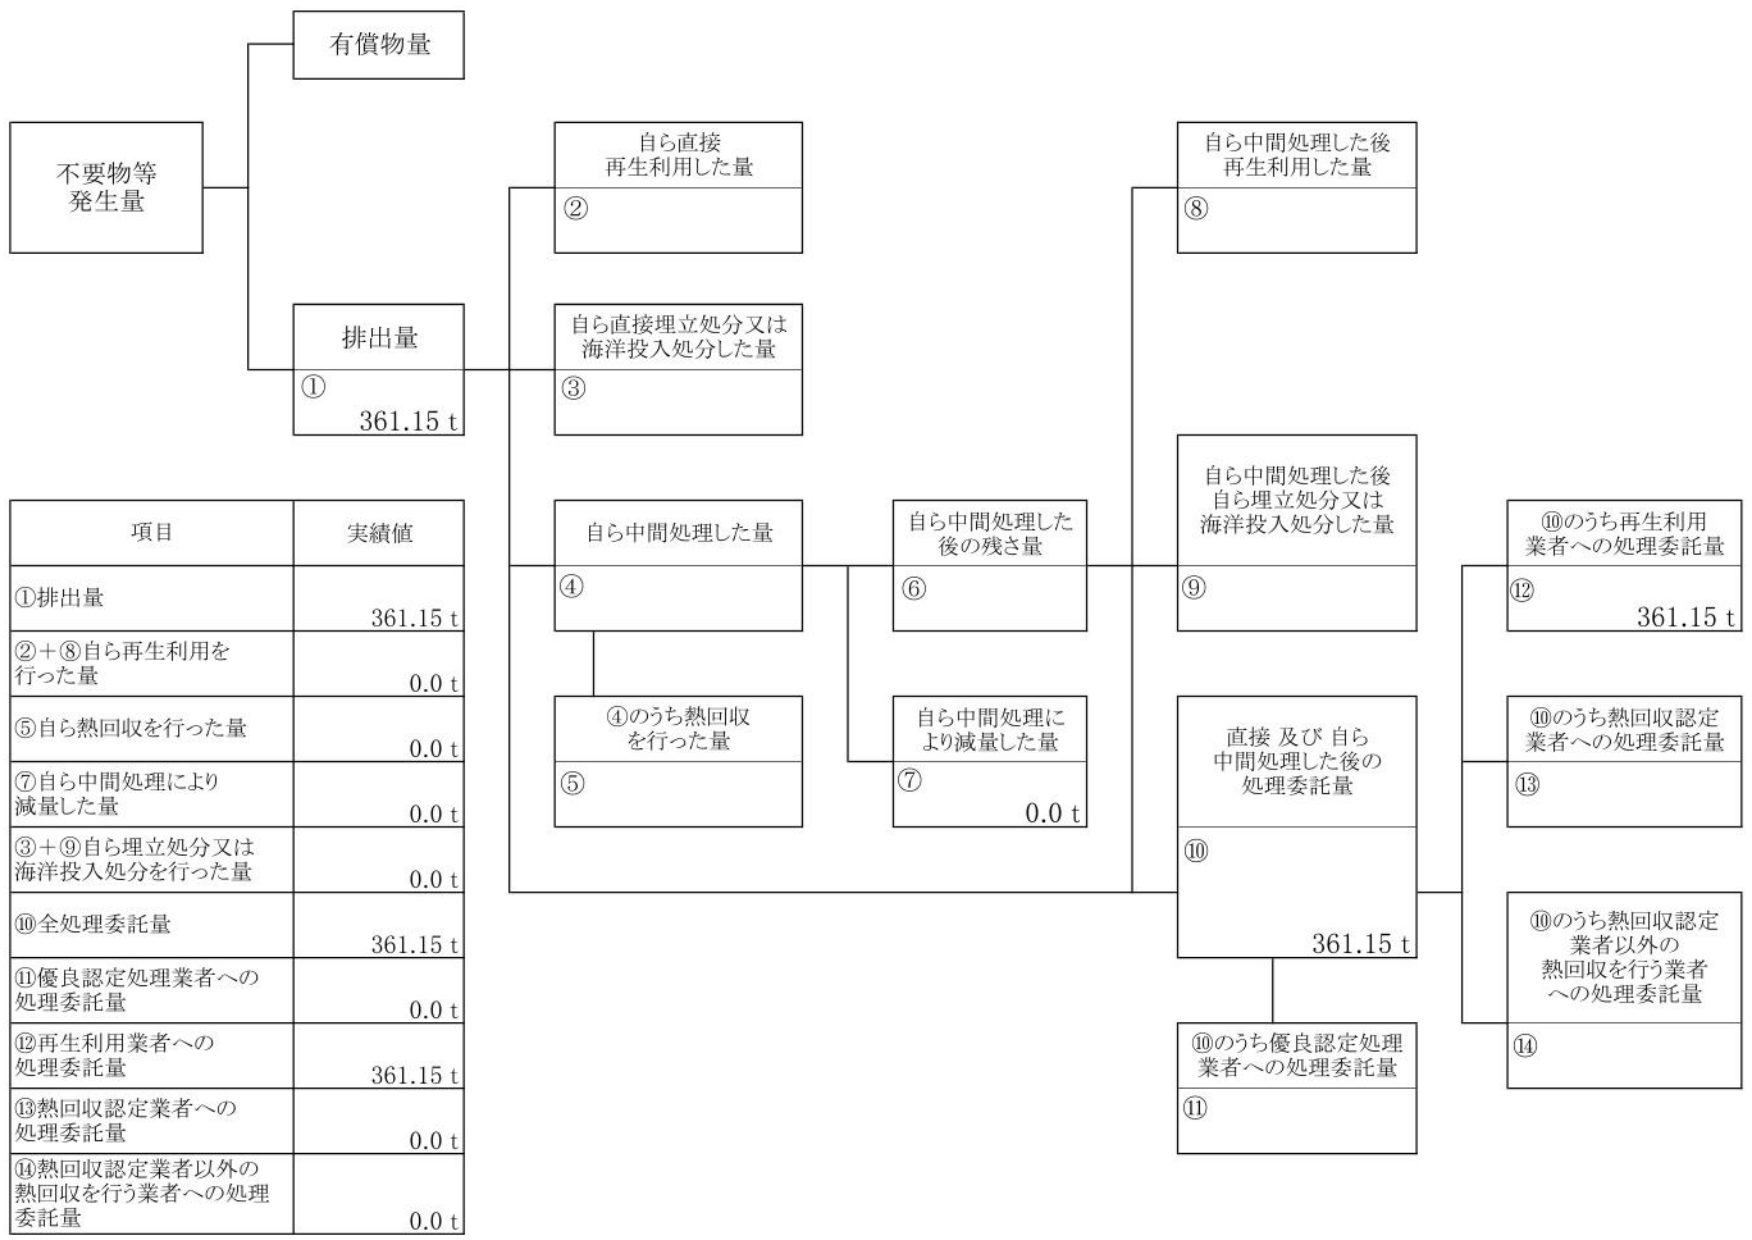 有償物量
不要物等
発生量
排出量
①
361.15 t
自ら直接
再生利用した量
②
自ら直接埋立処分又は
海洋投入処分した量
③
自ら中間処理した量
④
④のうち熱回収
を行った量
⑤
自ら中間処理した
後の残さ量
⑥
自ら中間処理に
より減量した量
⑦
0.0 t
自ら中間処理した後
再生利用した量
⑧
自ら中間処理した後
自ら埋立処分又は
海洋投入処分した量
⑨
直接 及び 自ら
中間処理した後の
処理委託量
⑩
361.15 t
⑩のうち優良認定処理
業者への処理委託量
⑪
⑩のうち再生利用
業者への処理委託量
⑫
361.15 t
⑩のうち熱回収認定
業者への処理委託量
⑬
⑩のうち熱回収認定
業者以外の
熱回収を行う業者
への処理委託量
⑭
項目
実績値
①排出量
361.15 t
②＋⑧自ら再生利用を
行った量
0.0 t
⑤自ら熱回収を行った量
0.0 t
⑦自ら中間処理により
減量した量
0.0 t
③＋⑨自ら埋立処分又は
海洋投入処分を行った量
0.0 t
⑩全処理委託量
361.15 t
⑪優良認定処理業者への
処理委託量
0.0 t
⑫再生利用業者への
処理委託量
361.15 t
⑬熱回収認定業者への
処理委託量
0.0 t
⑭熱回収認定業者以外の
熱回収を行う業者への処理
委託量
0.0 t